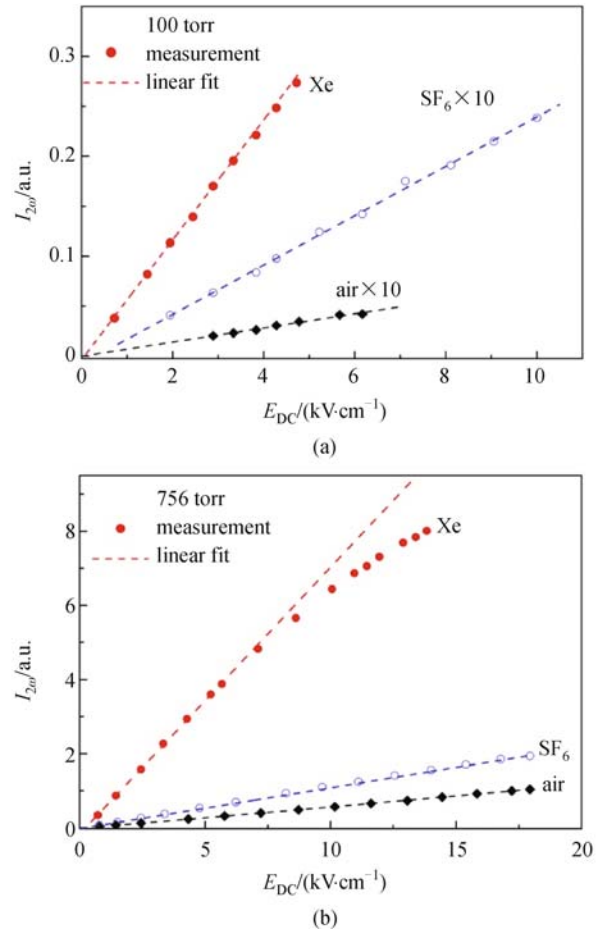 100 torr
measurement
linear fit
Xe
SF₆×10
air×10
0.3
0.2
0.1
0
0 2 4 6 8 10
I₂ω/a.u.
E_DC/(kV·cm⁻¹)
(a)
756 torr
measurement
linear fit
Xe
SF₆
air
8
6
4
2
0
0 5 10 15 20
I₂ω/a.u.
E_DC/(kV·cm⁻¹)
(b)